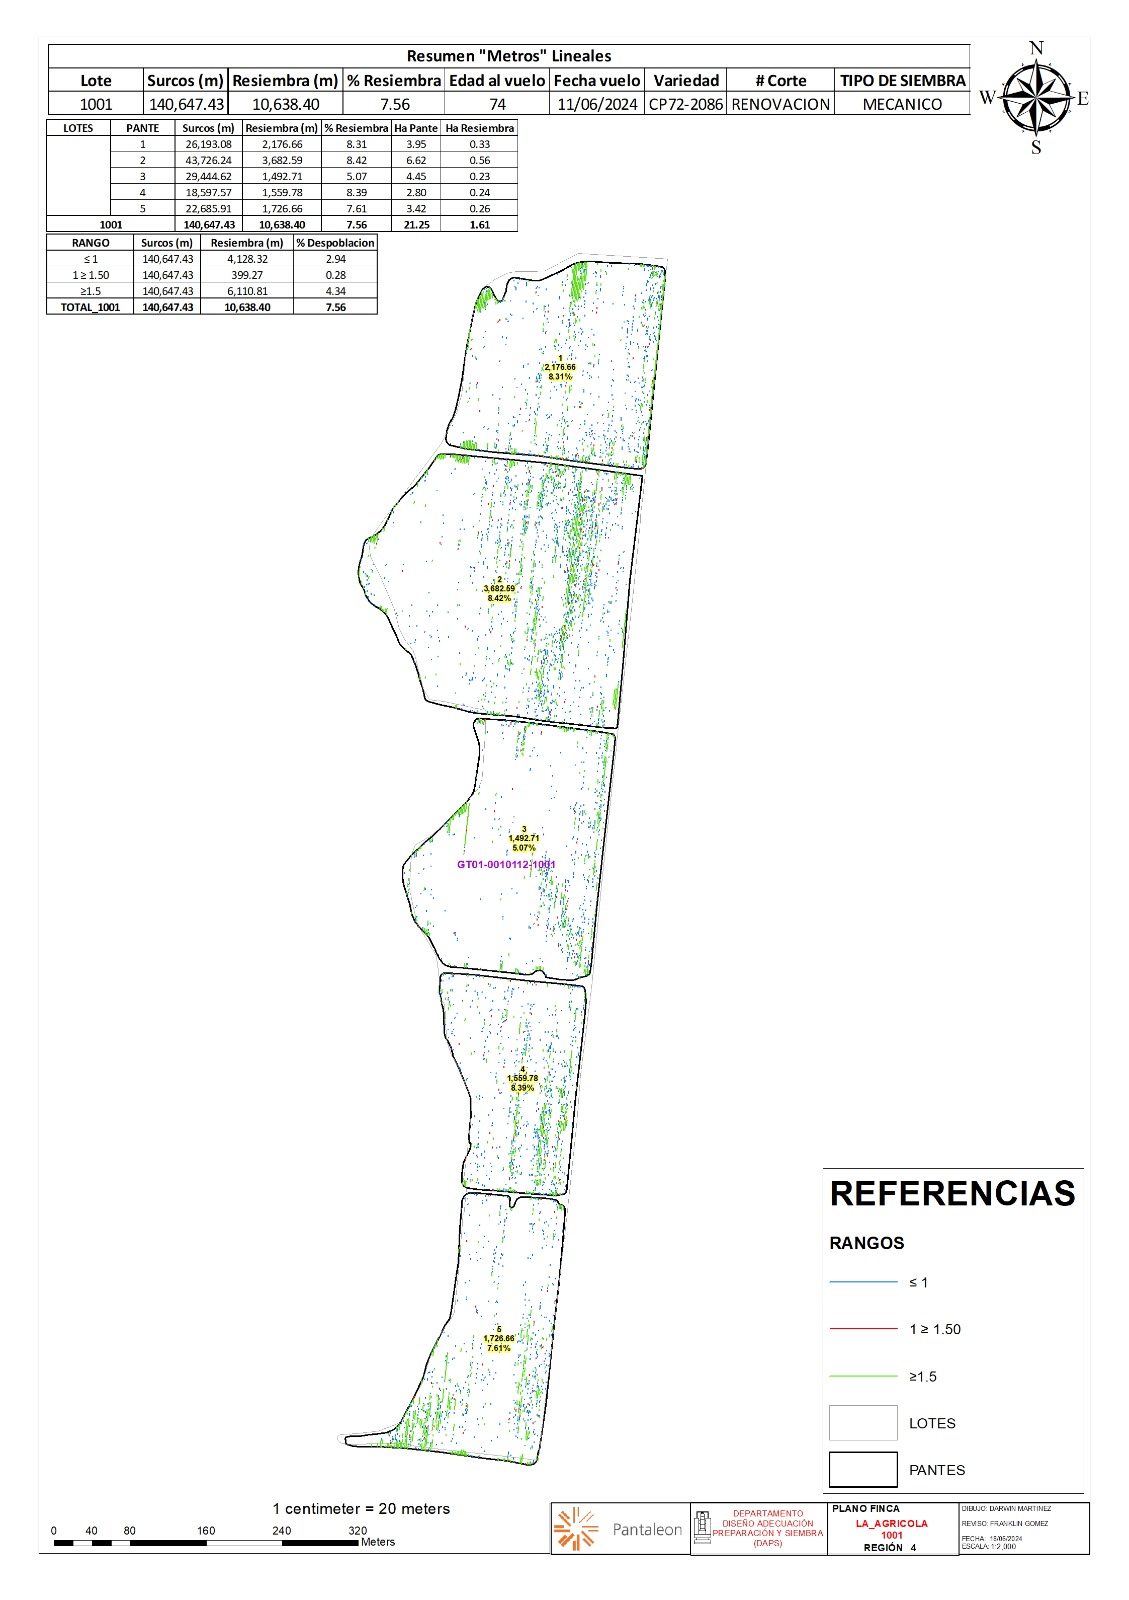 Resumen "Metros" Lineales
Lote Surcos (m) Resiembra (m) % Resiembra Edad al vuelo Fecha vuelo Variedad # Corte TIPO DE SIEMBRA
1001 140,647.43 10,638.40 7.56 74 11/06/2024 CP72-2086 RENOVACION MECANICO
N
W E
S
LOTES PANTE Surcos (m) Resiembra (m) % Resiembra Ha Pante Ha Resiembra
1 26,193.08 2,176.66 8.31 3.95 0.33
2 43,726.24 3,682.59 8.42 6.62 0.56
3 29,444.62 1,492.71 5.07 4.45 0.23
4 18,597.57 1,559.78 8.39 2.80 0.24
5 22,685.91 1,726.66 7.61 3.42 0.26
1001 140,647.43 10,638.40 7.56 21.25 1.61
RANGO Surcos (m) Resiembra (m) % Despoblacion
≤ 1 140,647.43 4,128.32 2.94
1 ≥ 1.50 140,647.43 399.27 0.28
≥1.5 140,647.43 6,110.81 4.34
TOTAL_1001 140,647.43 10,638.40 7.56
1
2,176.66
8.31%
2
3,682.59
8.42%
3
1,492.71
5.07%
GT01-0010112-1001
4
1,559.78
8.39%
5
1,726.66
7.61%
REFERENCIAS
RANGOS
≤ 1
1 ≥ 1.50
≥1.5
LOTES
PANTES
1 centimeter = 20 meters
0 40 80 160 240 320
Meters
Pantaleon
DEPARTAMENTO
DISEÑO ADECUACIÓN
PREPARACIÓN Y SIEMBRA
(DAPS)
PLANO FINCA
LA_AGRICOLA
1001
REGIÓN 4
DIBUJO: DARWIN MARTINEZ
REVISO: FRANKLIN GOMEZ
FECHA: 18/06/2024
ESCALA: 1:2,000